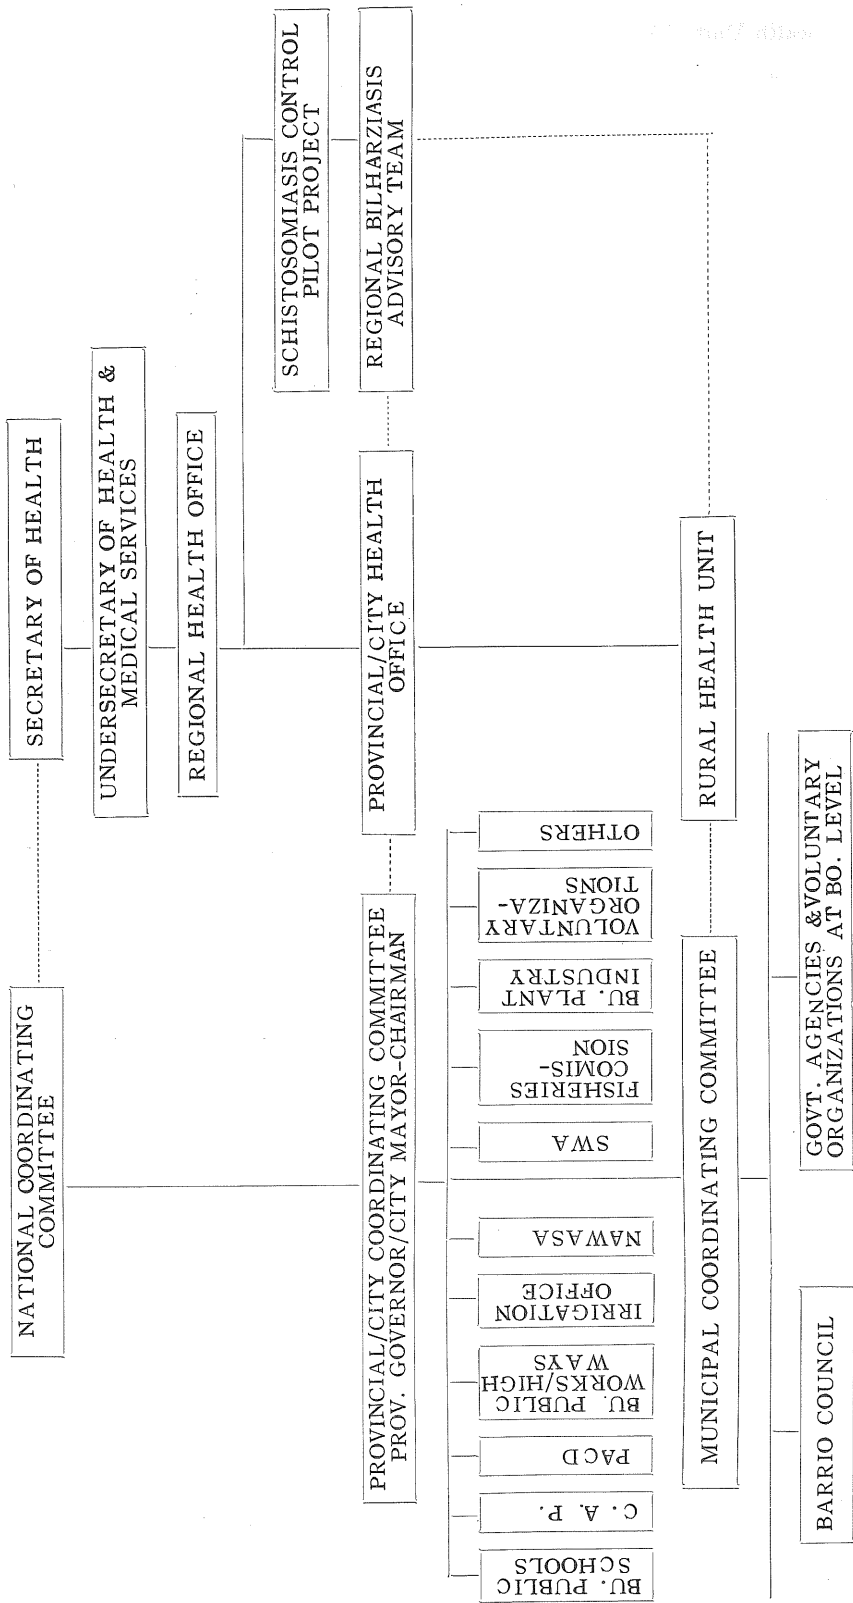 NATIONAL COORDINATING
COMMITTEE
SECRETARY OF HEALTH
UNDERSECRETARY OF HEALTH &
MEDICAL SERVICES
REGIONAL HEALTH OFFICE
SCHISTOSOMIASIS CONTROL
PILOT PROJECT
PROVINCIAL/CITY COORDINATING COMMITTEE
PROV. GOVERNOR/CITY MAYOR-CHAIRMAN
PROVINCIAL/CITY HEALTH
OFFICE
REGIONAL BILHARZIASIS
ADVISORY TEAM
BU. PUBLIC
SCHOOLS
C. A. P.
PACD
BU. PUBLIC
WORKS/HIGH
WAYS
IRRIGATION
OFFICE
NAWASA
SWA
FISHERIES
COMIS-
SION
BU. PLANT
INDUSTRY
VOLUNTARY
ORGANIZA-
TIONS
OTHERS
MUNICIPAL COORDINATING COMMITTEE
RURAL HEALTH UNIT
BARRIO COUNCIL
GOVT. AGENCIES &VOLUNTARY
ORGANIZATIONS AT BO. LEVEL